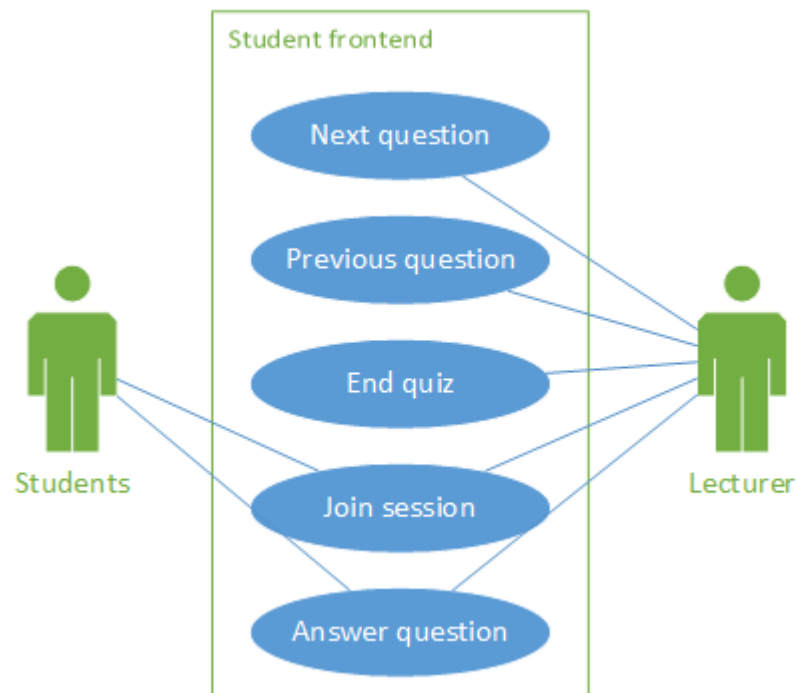 Student frontend
Next question
Previous question
End quiz
Students
Lecturer
Join session
Answer question